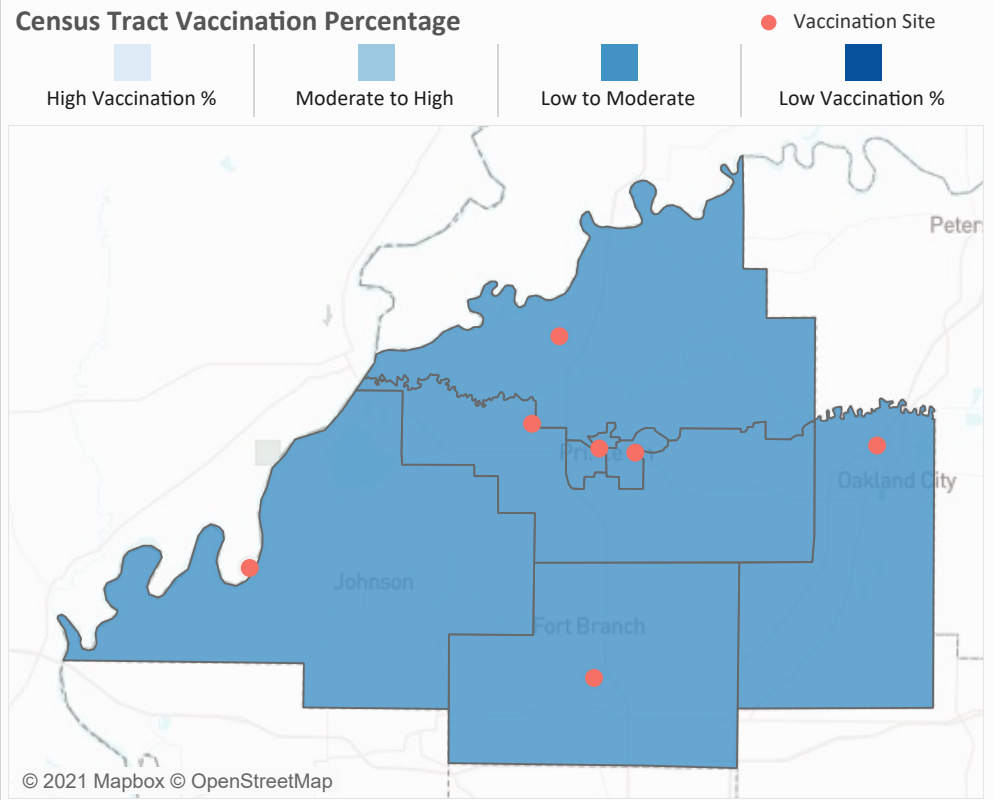 Census Tract Vaccination Percentage
Vaccination Site
High Vaccination %
Moderate to High
Low to Moderate
Low Vaccination %
Peter
Oakland City
Johnson
Fort Branch
© 2021 Mapbox © OpenStreetMap